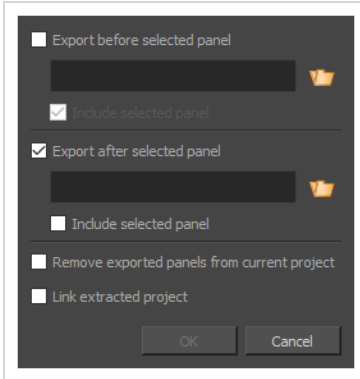 Export before selected panel
Include selected panel
Export after selected panel
Include selected panel
Remove exported panels from current project
Link extracted project
OK
Cancel